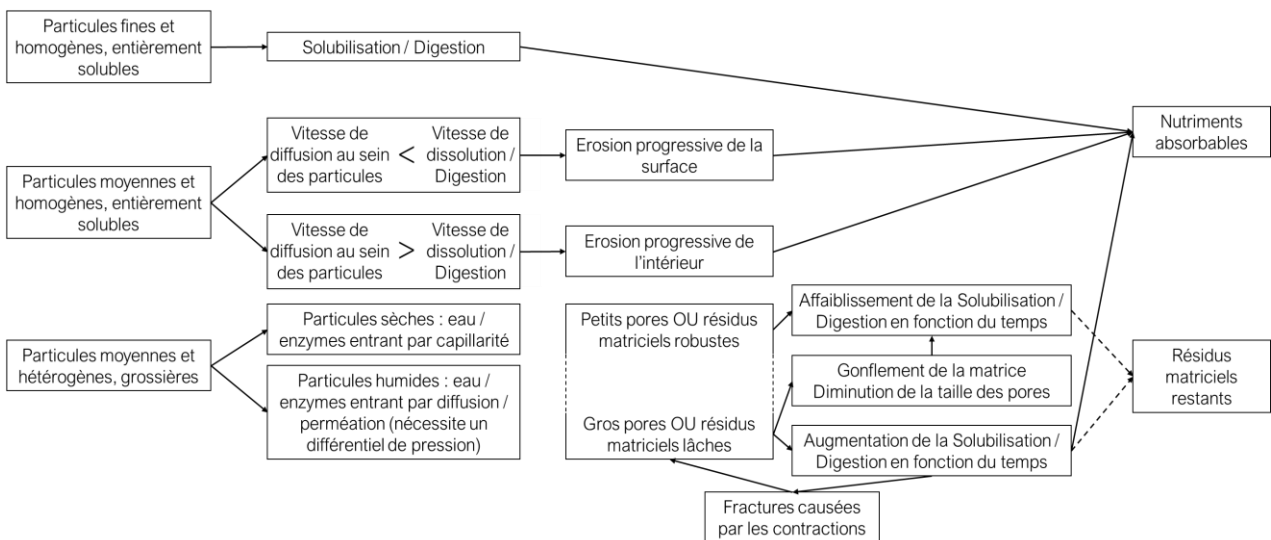 Particules fines et
homogènes, entièrement
solubles
Solubilisation / Digestion
Nutriments
absorbables
Particules moyennes et
homogènes, entièrement
solubles
Vitesse de
diffusion au sein
des particules
<
Vitesse de
dissolution /
Digestion
Erosion progressive de la
surface
Vitesse de
diffusion au sein
des particules
>
Vitesse de
dissolution /
Digestion
Erosion progressive de
l'intérieur
Particules moyennes et
hétérogènes, grossières
Particules sèches : eau /
enzymes entrant par capillarité
Particules humides : eau /
enzymes entrant par diffusion /
perméation (nécessite un
différentiel de pression)
Petits pores OU résidus
matriciels robustes
Gros pores OU résidus
matriciels lâches
Affaiblissement de la Solubilisation /
Digestion en fonction du temps
Gonflement de la matrice
Diminution de la taille des pores
Augmentation de la Solubilisation /
Digestion en fonction du temps
Résidus
matriciels
restants
Fractures causées
par les contractions